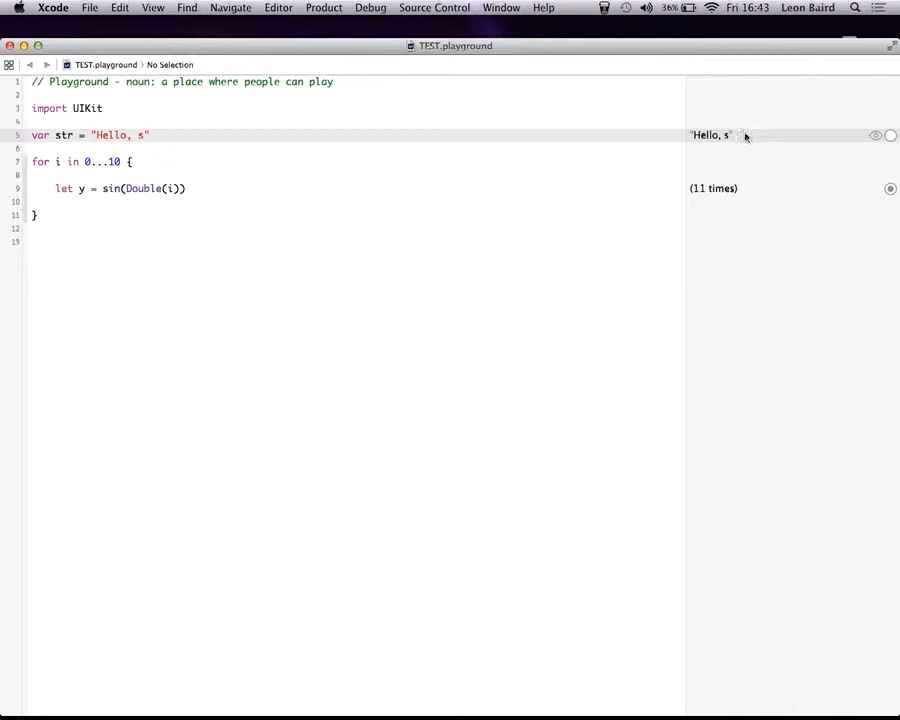 Xcode File Edit View Find Navigate Editor Product Debug Source Control Window Help 36% Fri 16:43 Leon Baird
TEST.playground
TEST.playground 〉 No Selection
1 // Playground - noun: a place where people can play
2
3 import UIKit
4
5 var str = "Hello, s" "Hello, s"
6
7 for i in 0...10 {
8
9 let y = sin(Double(i)) (11 times)
10
11 }
12
13